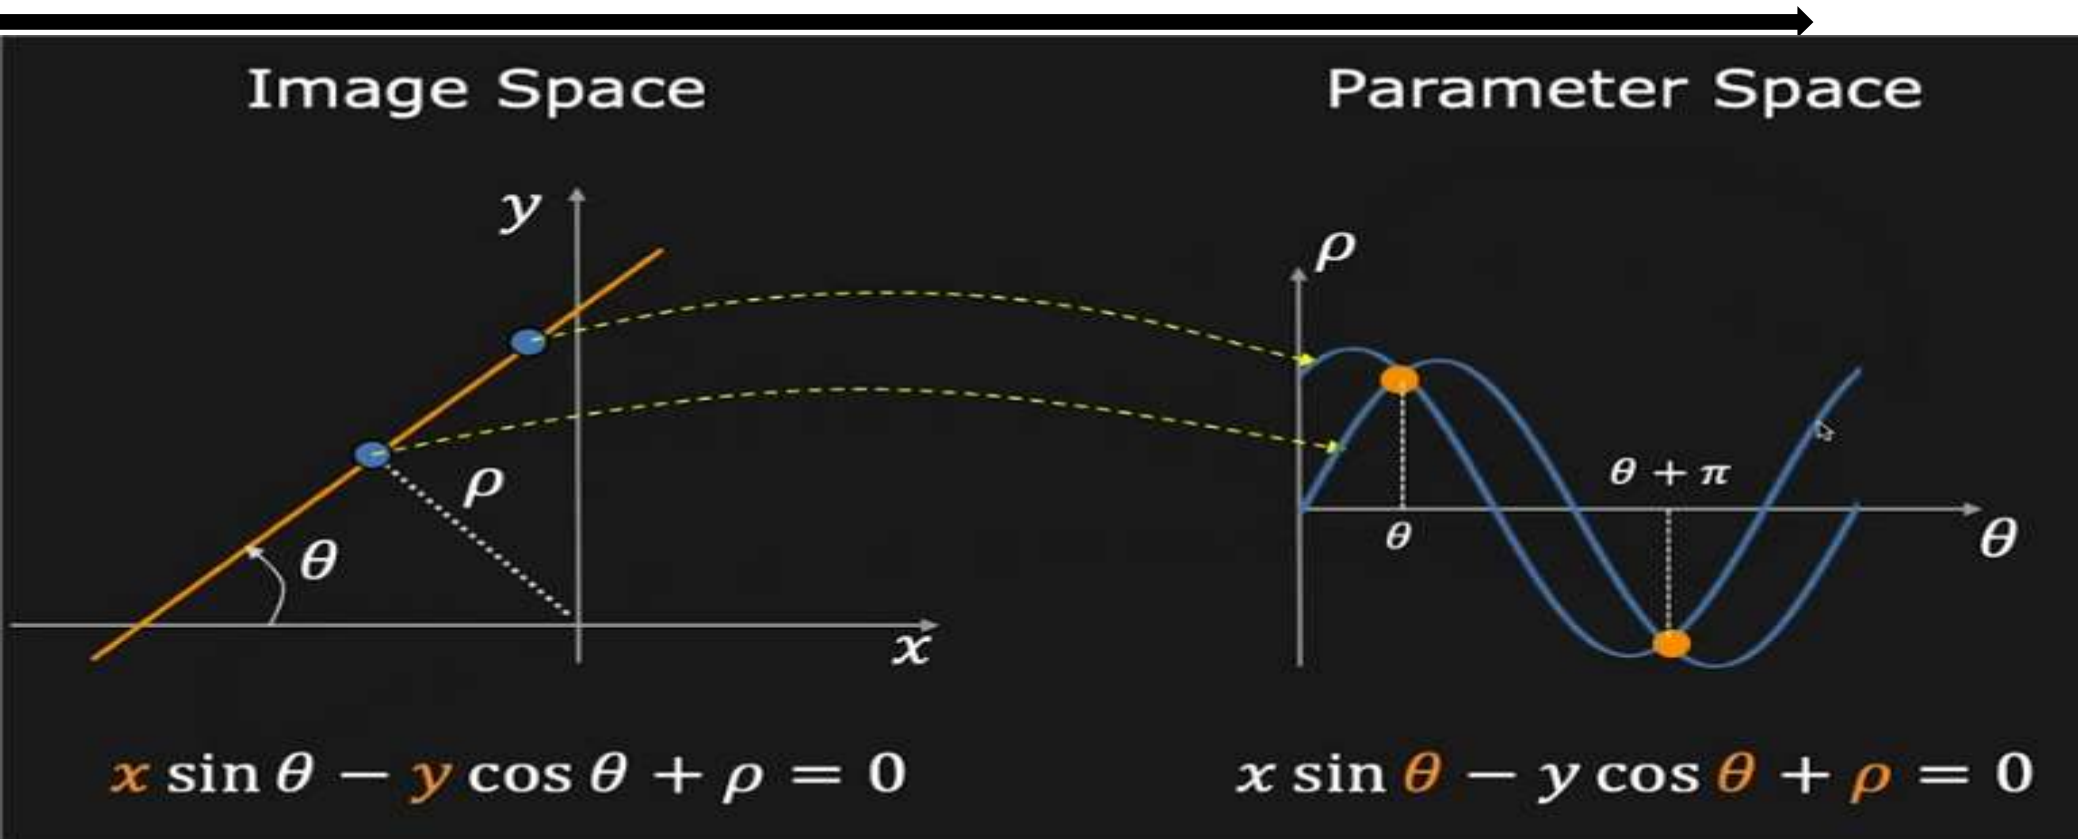 Image Space
y
ρ
θ
x
x sin θ − y cos θ + ρ = 0
Parameter Space
ρ
θ + π
θ
θ
x sin θ − y cos θ + ρ = 0